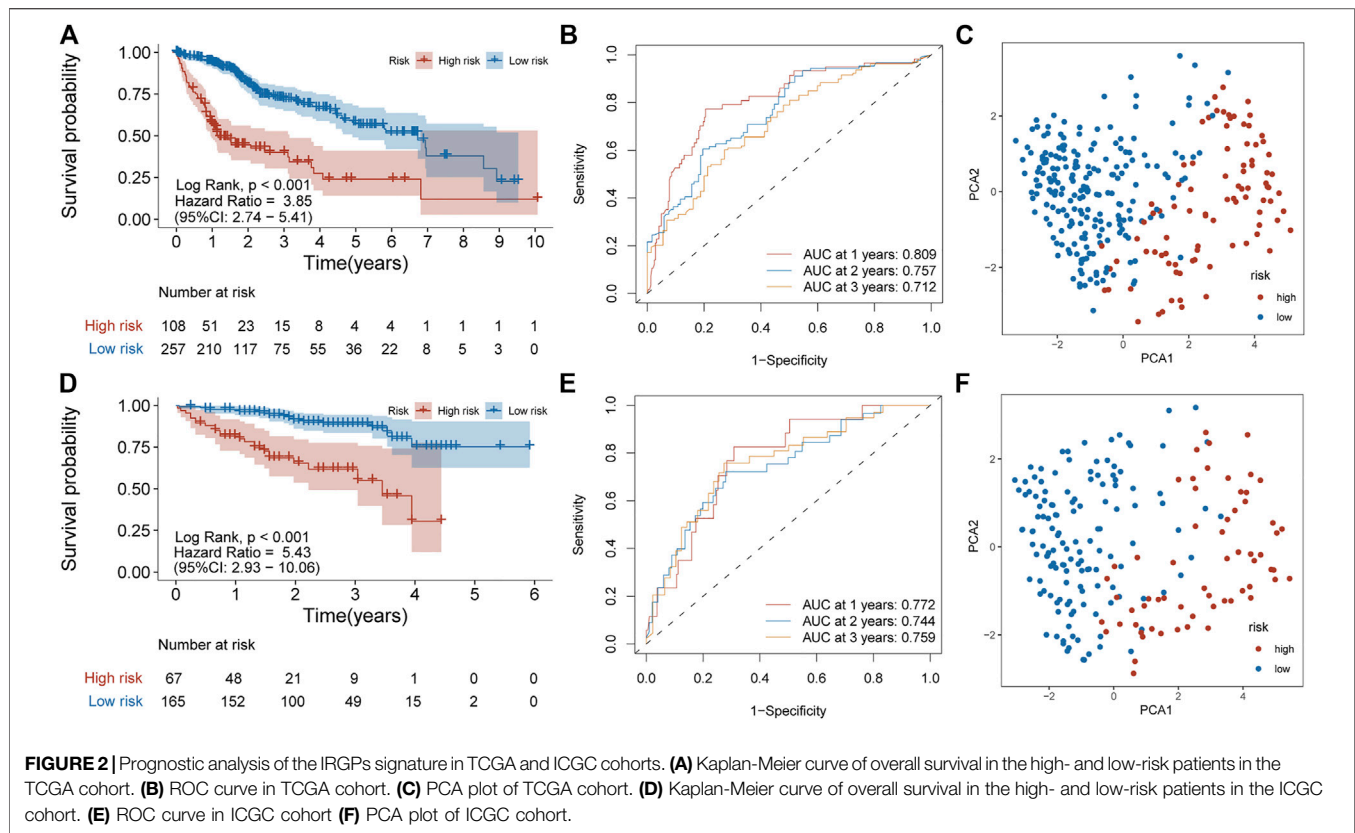 A
Survival probability
1.00
0.75
0.50
0.25
0.00
Risk High risk Low risk
Log Rank, p < 0.001
Hazard Ratio = 3.85
(95%CI: 2.74 − 5.41)
0 1 2 3 4 5 6 7 8 9 10
Time(years)
Number at risk
High risk 108 51 23 15 8 4 4 1 1 1 1
Low risk 257 210 117 75 55 36 22 8 5 3 0
B
Sensitivity
1.0
0.8
0.6
0.4
0.2
0.0
AUC at 1 years: 0.809
AUC at 2 years: 0.757
AUC at 3 years: 0.712
0.0 0.2 0.4 0.6 0.8 1.0
1−Specificity
C
PCA2
2
0
−2
risk
high
low
−2 0 2 4
PCA1
D
Survival probability
1.00
0.75
0.50
0.25
0.00
Risk High risk Low risk
Log Rank, p < 0.001
Hazard Ratio = 5.43
(95%CI: 2.93 − 10.06)
0 1 2 3 4 5 6
Time(years)
Number at risk
High risk 67 48 21 9 1 0 0
Low risk 165 152 100 49 15 2 0
E
Sensitivity
1.0
0.8
0.6
0.4
0.2
0.0
AUC at 1 years: 0.772
AUC at 2 years: 0.744
AUC at 3 years: 0.759
0.0 0.2 0.4 0.6 0.8 1.0
1−Specificity
F
PCA2
2
0
−2
risk
high
low
−2 0 2 4
PCA1
FIGURE 2 | Prognostic analysis of the IRGPs signature in TCGA and ICGC cohorts. (A) Kaplan-Meier curve of overall survival in the high- and low-risk patients in the
TCGA cohort. (B) ROC curve in TCGA cohort. (C) PCA plot of TCGA cohort. (D) Kaplan-Meier curve of overall survival in the high- and low-risk patients in the ICGC
cohort. (E) ROC curve in ICGC cohort (F) PCA plot of ICGC cohort.